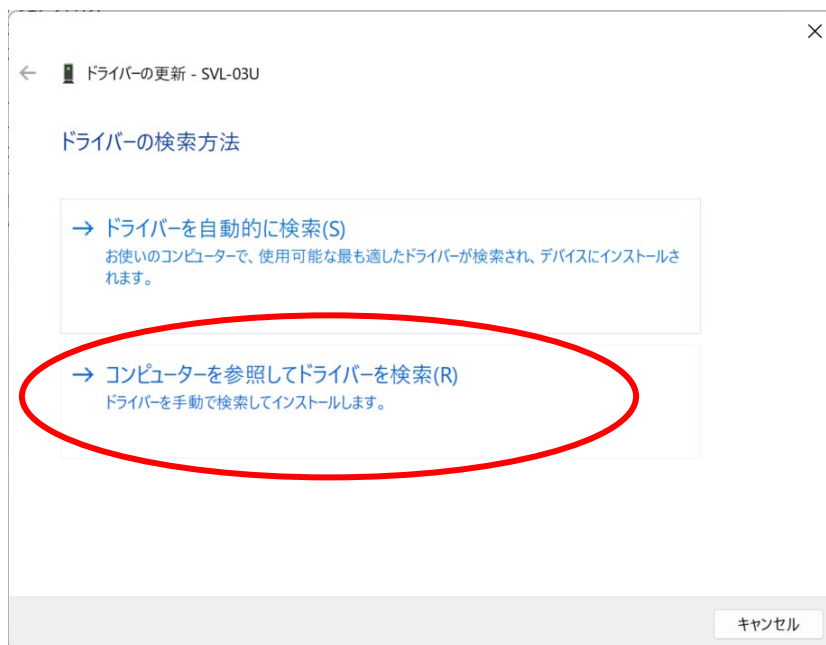 ドライバーの更新 - SVL-03U
ドライバーの検索方法
→ ドライバーを自動的に検索(S)
お使いのコンピューターで、使用可能な最も適したドライバーが検索され、デバイスにインストールさ
れます。
→ コンピューターを参照してドライバーを検索(R)
ドライバーを手動で検索してインストールします。
キャンセル